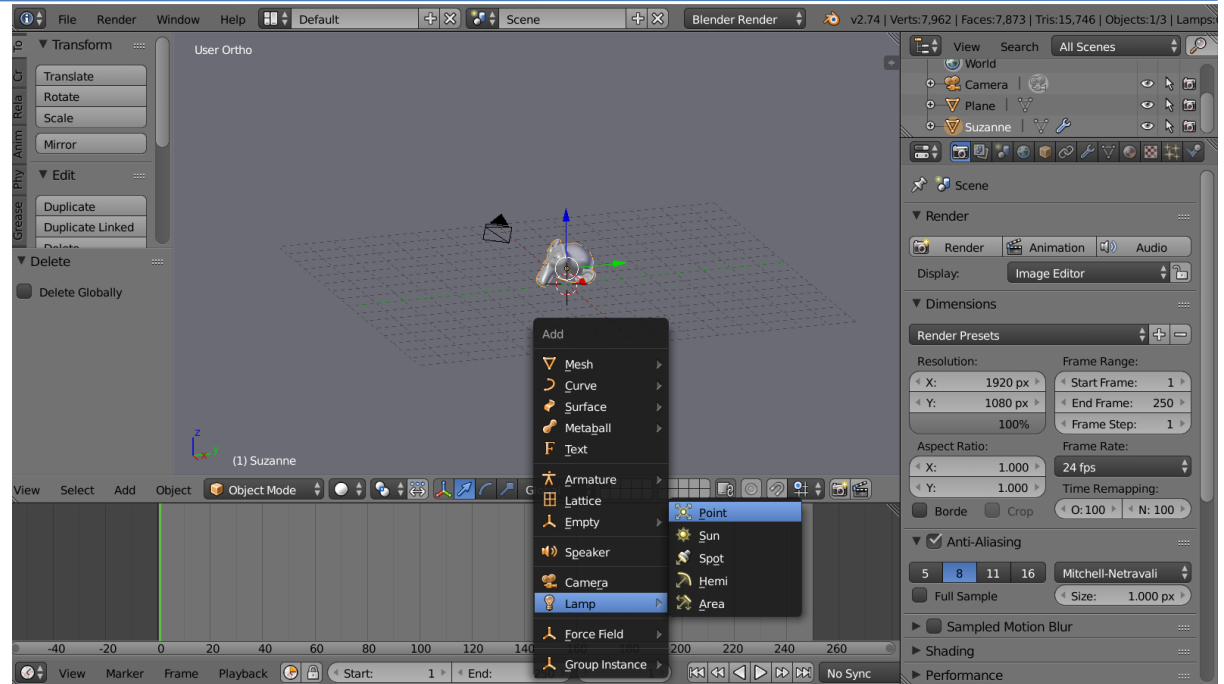 File Render Window Help Default Scene Blender Render v2.74 | Verts:7,962 | Faces:7,873 | Tris:15,746 | Objects:1/3 | Lamps:
Transform
Translate
Rotate
Scale
Mirror
Edit
Duplicate
Duplicate Linked
Delete
Delete Globally
To
Cr
Rela
Anim
Phy
Grease
User Ortho
z
y
x
(1) Suzanne
Add
Mesh
Curve
Surface
Metaball
Text
Armature
Lattice
Empty
Speaker
Camera
Lamp
Force Field
Group Instance
Point
Sun
Spot
Hemi
Area
View Select Add Object Object Mode
-40 -20 0 20 40 60 80 100 120 140 200 220 240 260
View Marker Frame Playback Start: 1 End: 250 1 No Sync
View Search All Scenes
World
Camera
Plane
Suzanne
Scene
Render
Render Animation Audio
Display: Image Editor
Dimensions
Render Presets
Resolution: Frame Range:
X: 1920 px Start Frame: 1
Y: 1080 px End Frame: 250
100% Frame Step: 1
Aspect Ratio: Frame Rate:
X: 1.000 24 fps
Y: 1.000 Time Remapping:
Borde Crop O: 100 N: 100
Anti-Aliasing
5 8 11 16 Mitchell-Netravali
Full Sample Size: 1.000 px
Sampled Motion Blur
Shading
Performance